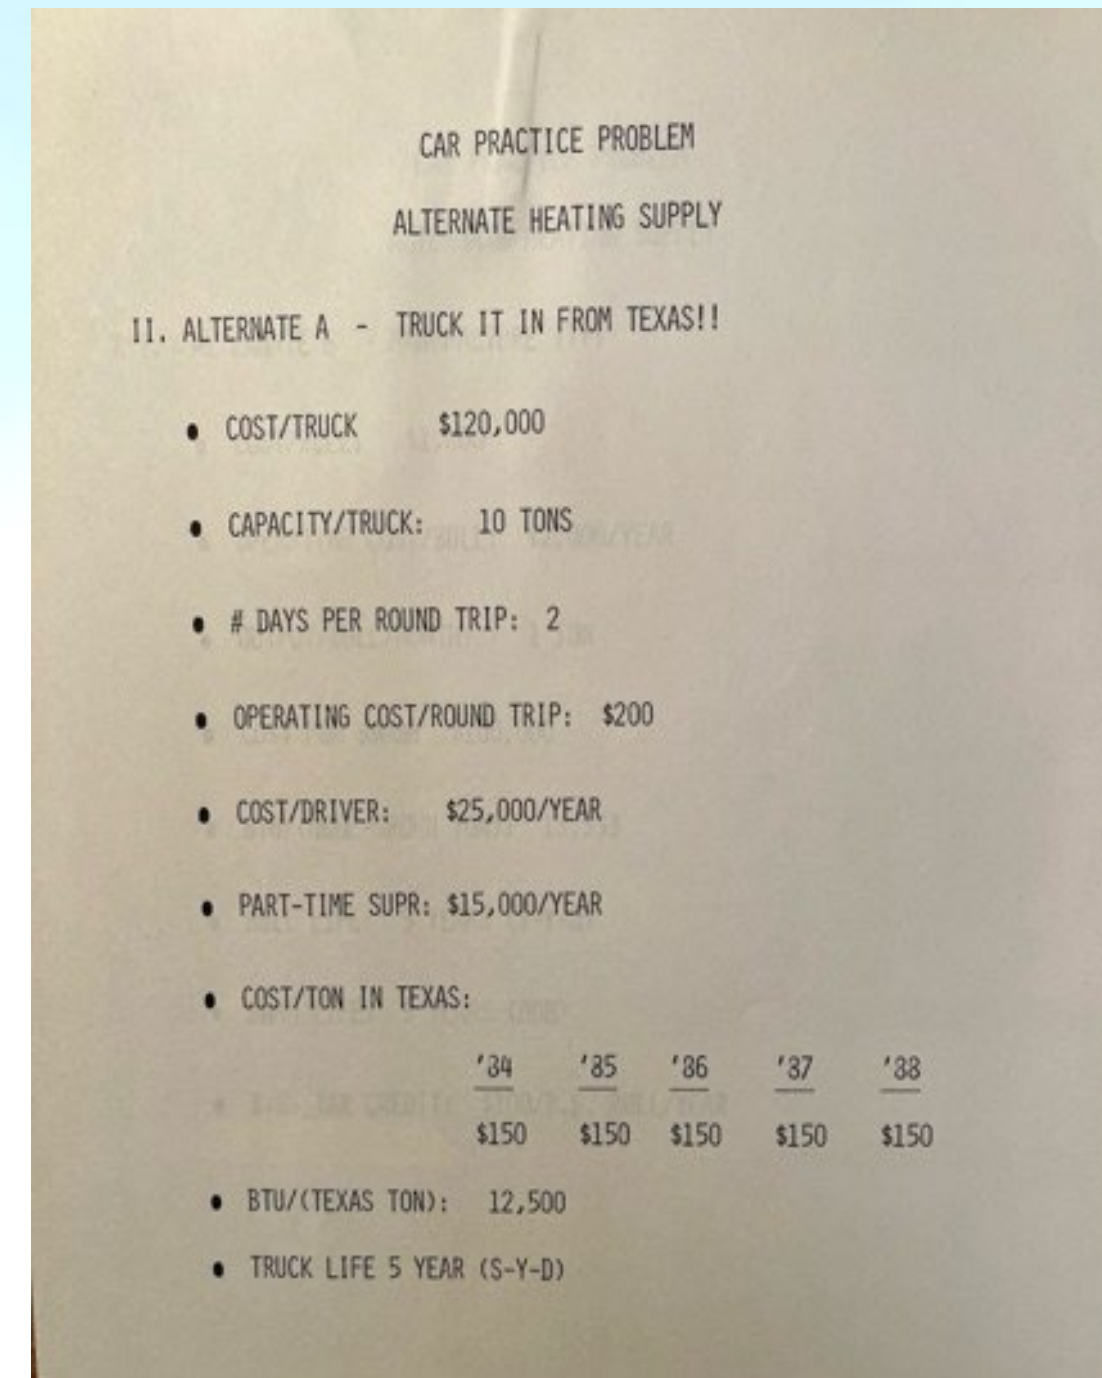 CAR PRACTICE PROBLEM
ALTERNATE HEATING SUPPLY
II. ALTERNATE A - TRUCK IT IN FROM TEXAS!!
• COST/TRUCK $120,000
• CAPACITY/TRUCK: 10 TONS
• # DAYS PER ROUND TRIP: 2
• OPERATING COST/ROUND TRIP: $200
• COST/DRIVER: $25,000/YEAR
• PART-TIME SUPR: $15,000/YEAR
• COST/TON IN TEXAS:
'84 '85 '86 '87 '88
$150 $150 $150 $150 $150
• BTU/(TEXAS TON): 12,500
• TRUCK LIFE 5 YEAR (S-Y-D)